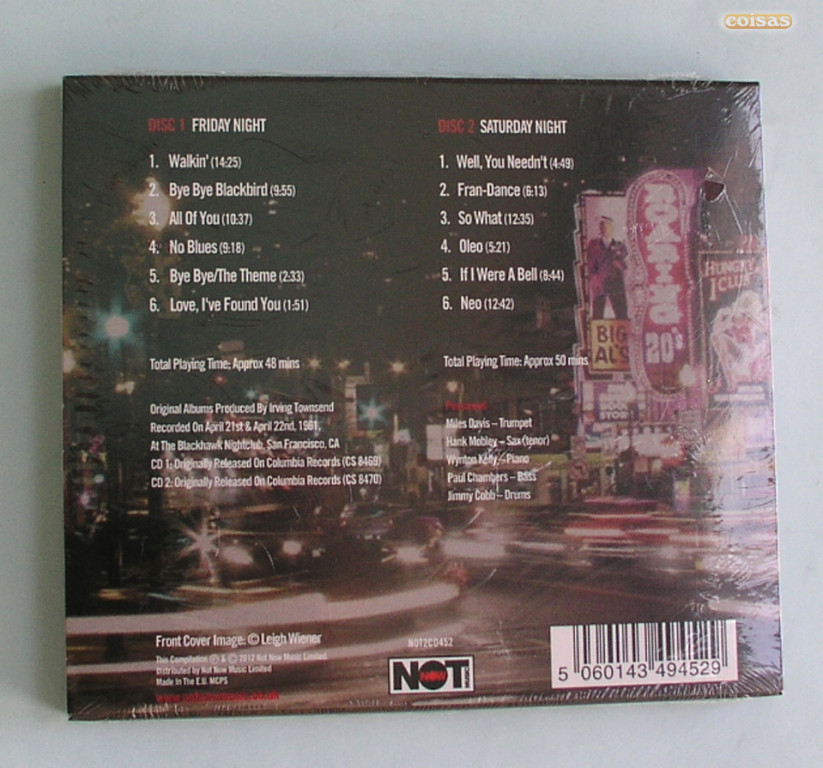 coisas
DISC 1 FRIDAY NIGHT
1. Walkin' (14:25)
2. Bye Bye Blackbird (9:55)
3. All Of You (10:37)
4. No Blues (9:18)
5. Bye Bye/The Theme (2:33)
6. Love, I've Found You (1:51)
Total Playing Time: Approx 48 mins
Original Albums Produced By Irving Townsend
Recorded On April 21st & April 22nd, 1961,
At The Blackhawk Nightclub, San Francisco, CA
CD 1: Originally Released On Columbia Records (CS 8469)
CD 2: Originally Released On Columbia Records (CS 8470)
DISC 2 SATURDAY NIGHT
1. Well, You Needn't (4:49)
2. Fran-Dance (6:13)
3. So What (12:35)
4. Oleo (5:21)
5. If I Were A Bell (8:44)
6. Neo (12:42)
Total Playing Time: Approx 50 mins
Miles Davis – Trumpet
Hank Mobley – Sax (tenor)
Wynton Kelly – Piano
Paul Chambers – Bass
Jimmy Cobb – Drums
ROARING
20's
BIG
AL'S
HUNGRY
I CLUB
Front Cover Image: © Leigh Wiener
This Compilation ℗ & © 2012 Not Now Music Limited.
Distributed by Not Now Music Limited
Made In The E.U. MCPS
NOT2CD452
NOT
NOW
MUSIC
5 060143 494529